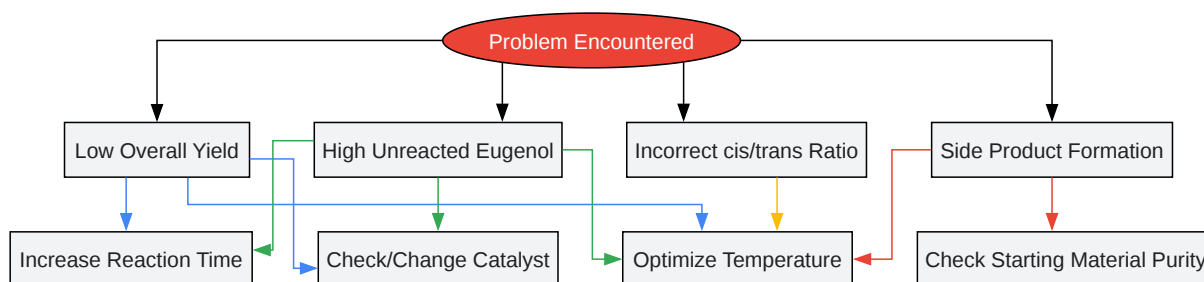 Problem Encountered
Low Overall Yield
High Unreacted Eugenol
Incorrect cis/trans Ratio
Side Product Formation
Increase Reaction Time
Check/Change Catalyst
Optimize Temperature
Check Starting Material Purity